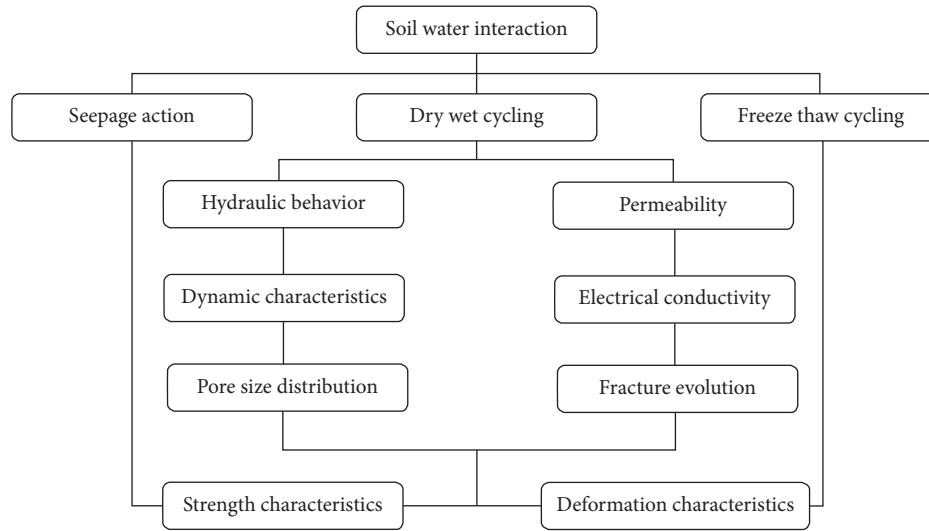 Soil water interaction
Seepage action
Dry wet cycling
Freeze thaw cycling
Hydraulic behavior
Permeability
Dynamic characteristics
Electrical conductivity
Pore size distribution
Fracture evolution
Strength characteristics
Deformation characteristics